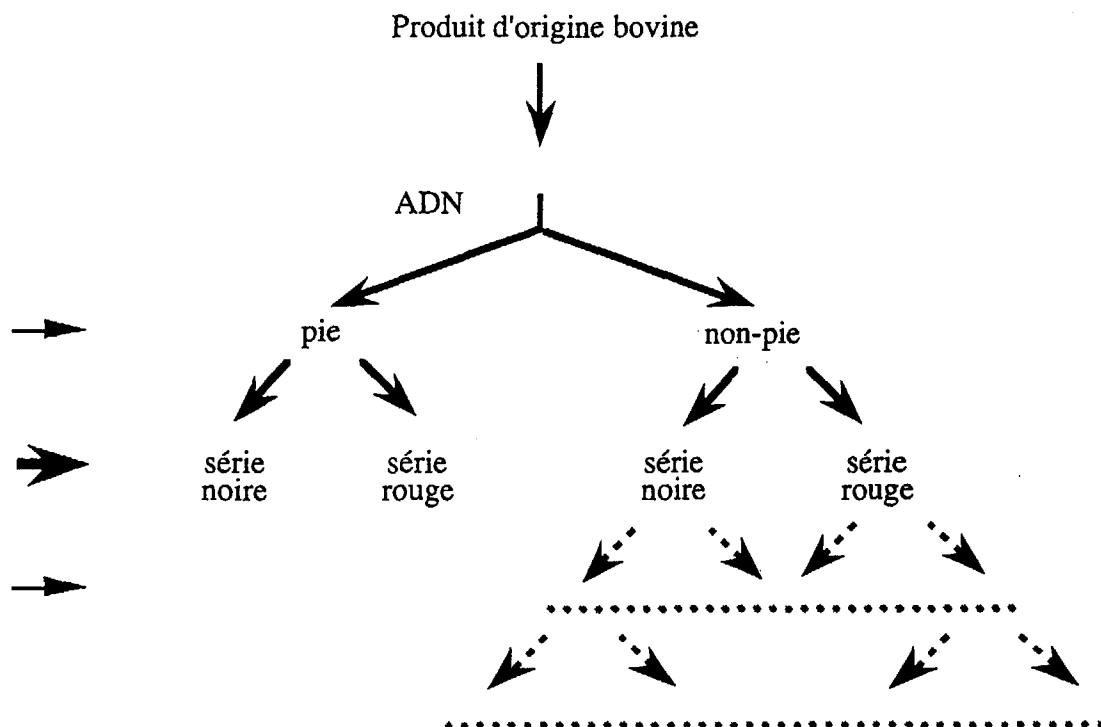 Produit d'origine bovine
ADN
pie
non-pie
série
noire
série
rouge
série
noire
série
rouge